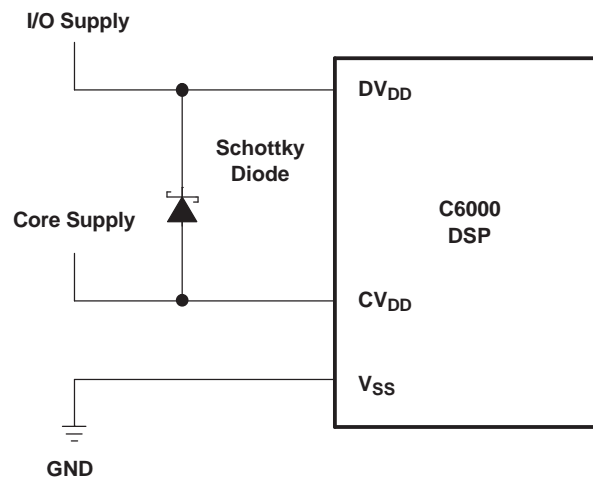 I/O Supply
DVDD
Schottky
Diode
C6000
DSP
Core Supply
CVDD
VSS
GND